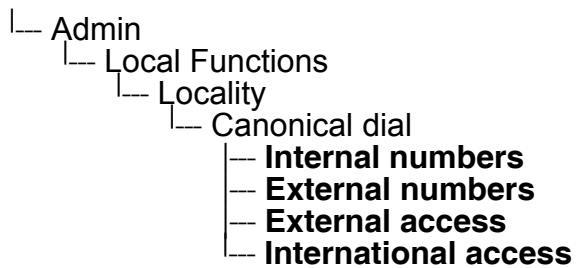 |--- Admin
|--- Local Functions
|--- Locality
|--- Canonical dial
|--- Internal numbers
|--- External numbers
|--- External access
|--- International access